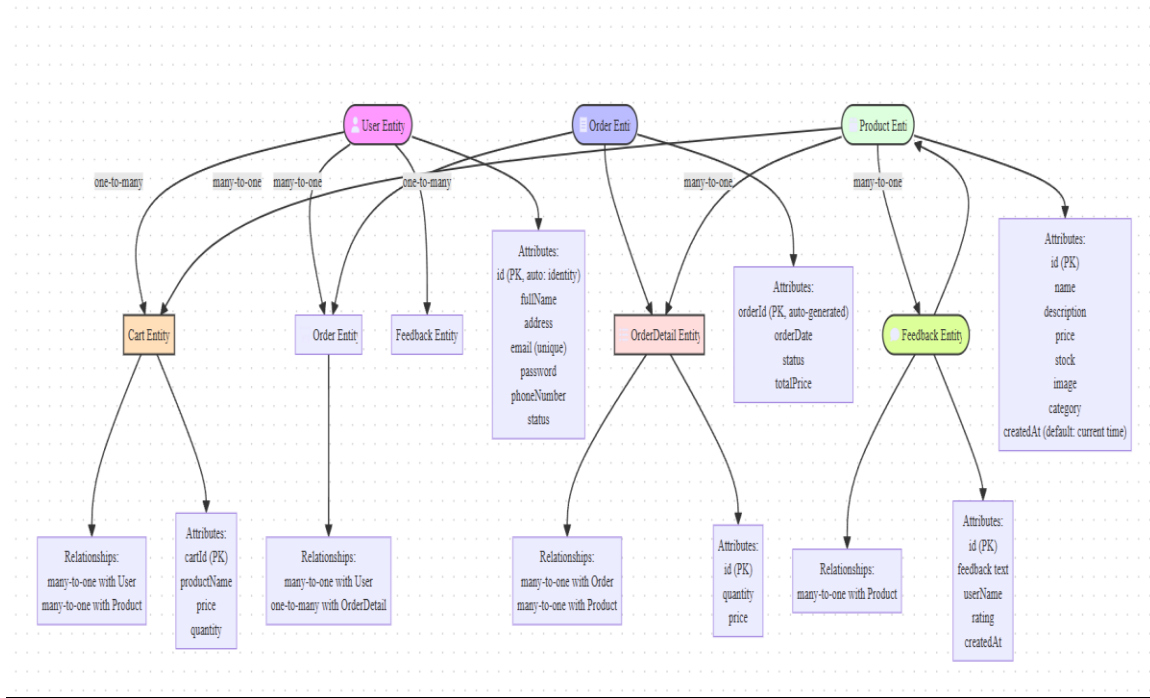 User Entity
Order Enti
Product Enti
one-to-many
many-to-one
many-to-one
one-to-many
many-to-one
many-to-one
Attributes:
id (PK, auto: identity)
fullName
address
email (unique)
password
phoneNumber
status
Attributes:
orderId (PK, auto-generated)
orderDate
status
totalPrice
Attributes:
id (PK)
name
description
price
stock
image
category
createdAt (default: current time)
Cart Entity
Order Entity
Feedback Entity
OrderDetail Entity
Feedback Entity
Relationships:
many-to-one with User
many-to-one with Product
Attributes:
cartId (PK)
productName
price
quantity
Relationships:
many-to-one with User
one-to-many with OrderDetail
Relationships:
many-to-one with Order
many-to-one with Product
Attributes:
id (PK)
quantity
price
Relationships:
many-to-one with Product
Attributes:
id (PK)
feedback text
userName
rating
createdAt